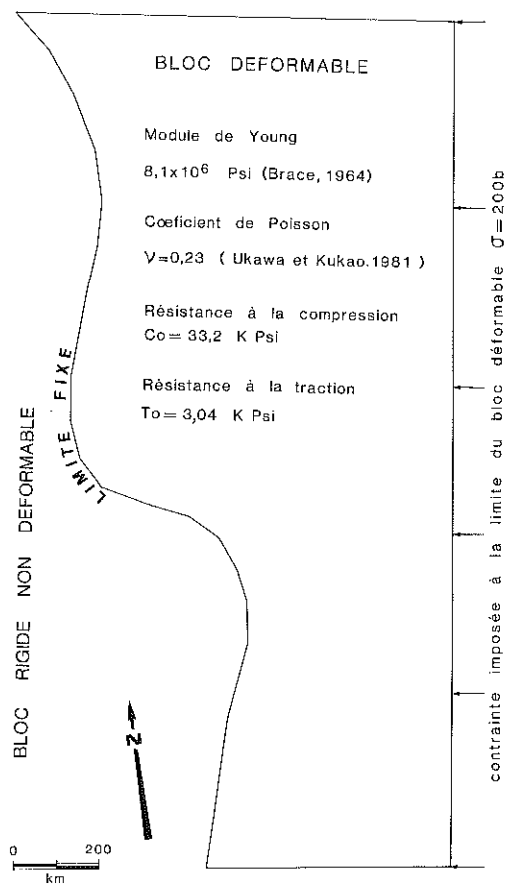 BLOC DEFORMABLE
Module de Young
8,1x10⁶ Psi (Brace, 1964)
Coeficient de Poisson
V=0,23 ( Ukawa et Kukao.1981 )
Résistance à la compression
Co= 33,2 K Psi
Résistance à la traction
To= 3,04 K Psi
LIMITE FIXE
BLOC RIGIDE NON DEFORMABLE
contrainte imposée à la limite du bloc déformable σ=200b
N
0 200
km